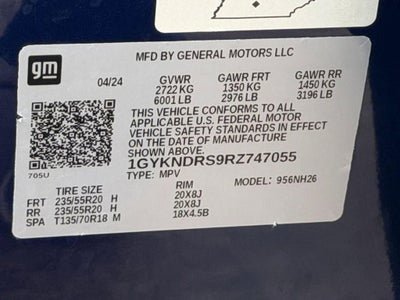 MFD BY GENERAL MOTORS LLC
gm
04/24 GVWR GAWR FRT GAWR RR
2722 KG 1350 KG 1450 KG
6001 LB 2976 LB 3196 LB
THIS VEHICLE CONFORMS TO ALL
APPLICABLE U.S. FEDERAL MOTOR
VEHICLE SAFETY STANDARDS IN EFFECT
ON THE DATE OF MANUFACTURE
SHOWN ABOVE.
705U
1GYKNDRS9RZ747055
TYPE: MPV MODEL: 956NH26
TIRE SIZE RIM
FRT 235/55R20 H 20X8J
RR 235/55R20 H 20X8J
SPA T135/70R18 M 18X4.5B